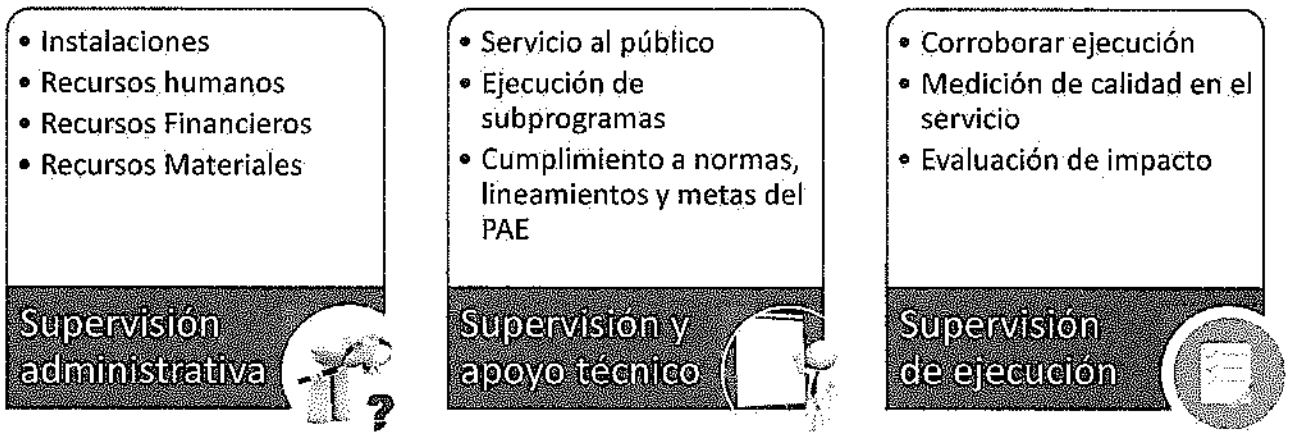 • Instalaciones
• Recursos humanos
• Recursos Financieros
• Recursos Materiales
Supervisión
administrativa
?
• Servicio al público
• Ejecución de
subprogramas
• Cumplimiento a normas,
lineamientos y metas del
PAE
Supervisión y
apoyo técnico
• Corroborar ejecución
• Medición de calidad en el
servicio
• Evaluación de impacto
Supervisión
de ejecución